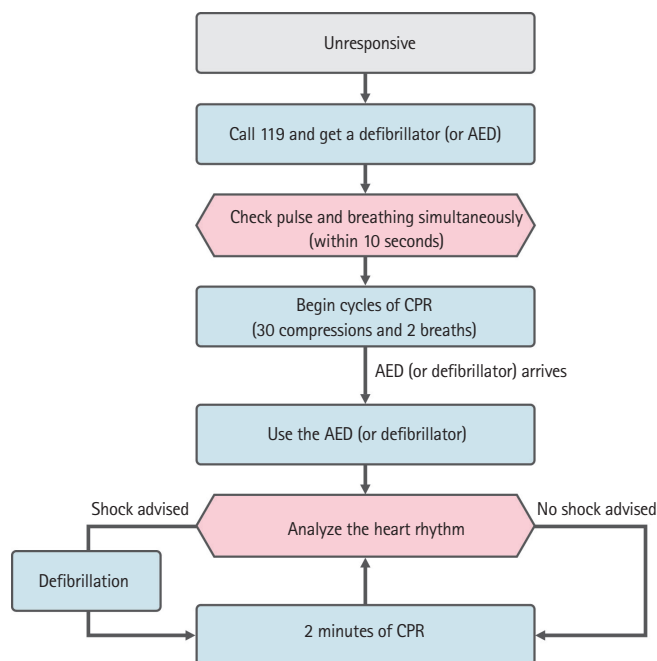 Unresponsive
Call 119 and get a defibrillator (or AED)
Check pulse and breathing simultaneously
(within 10 seconds)
Begin cycles of CPR
(30 compressions and 2 breaths)
AED (or defibrillator) arrives
Use the AED (or defibrillator)
Shock advised
No shock advised
Analyze the heart rhythm
Defibrillation
2 minutes of CPR